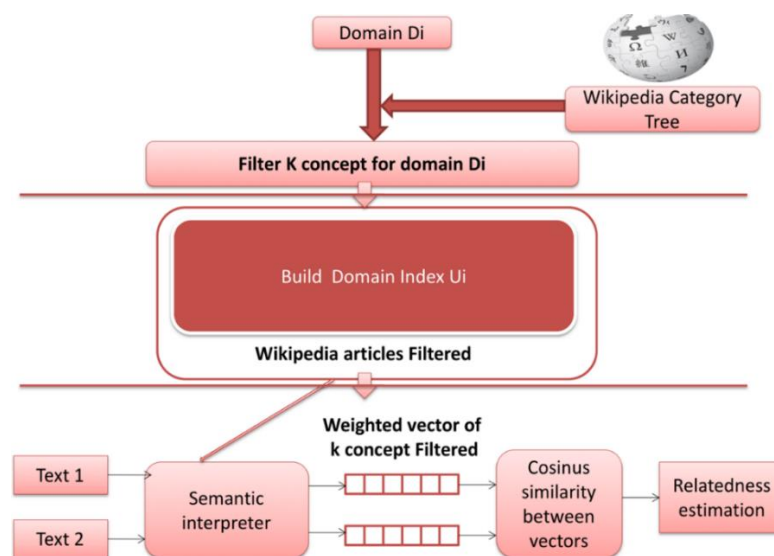 Domain Di
Ω W И
Wikipedia Category
Tree
Filter K concept for domain Di
Build Domain Index Ui
Wikipedia articles Filtered
Weighted vector of
k concept Filtered
Text 1
Text 2
Semantic
interpreter
Cosinus
similarity
between
vectors
Relatedness
estimation